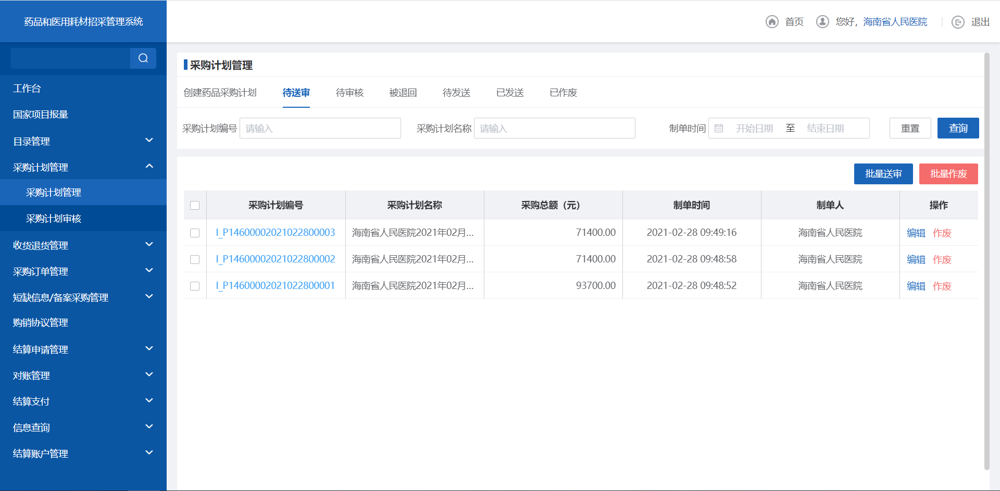 药品和医用耗材招采管理系统
首页 您好，海南省人民医院 退出
工作台
国家项目报量
目录管理
采购计划管理
采购计划管理
采购计划审核
收货退货管理
采购订单管理
短缺信息/备案采购管理
购销协议管理
结算申请管理
对账管理
结算支付
信息查询
结算账户管理
采购计划管理
创建药品采购计划 待送审 待审核 被退回 待发送 已发送 已作废
采购计划编号 请输入 采购计划名称 请输入 制单时间 开始日期 至 结束日期 重置 查询
批量送审 批量作废
采购计划编号 采购计划名称 采购总额（元） 制单时间 制单人 操作
I_P14600002021022800003 海南省人民医院2021年02月... 71400.00 2021-02-28 09:49:16 海南省人民医院 编辑 作废
I_P14600002021022800002 海南省人民医院2021年02月... 71400.00 2021-02-28 09:48:58 海南省人民医院 编辑 作废
I_P14600002021022800001 海南省人民医院2021年02月... 93700.00 2021-02-28 09:48:52 海南省人民医院 编辑 作废